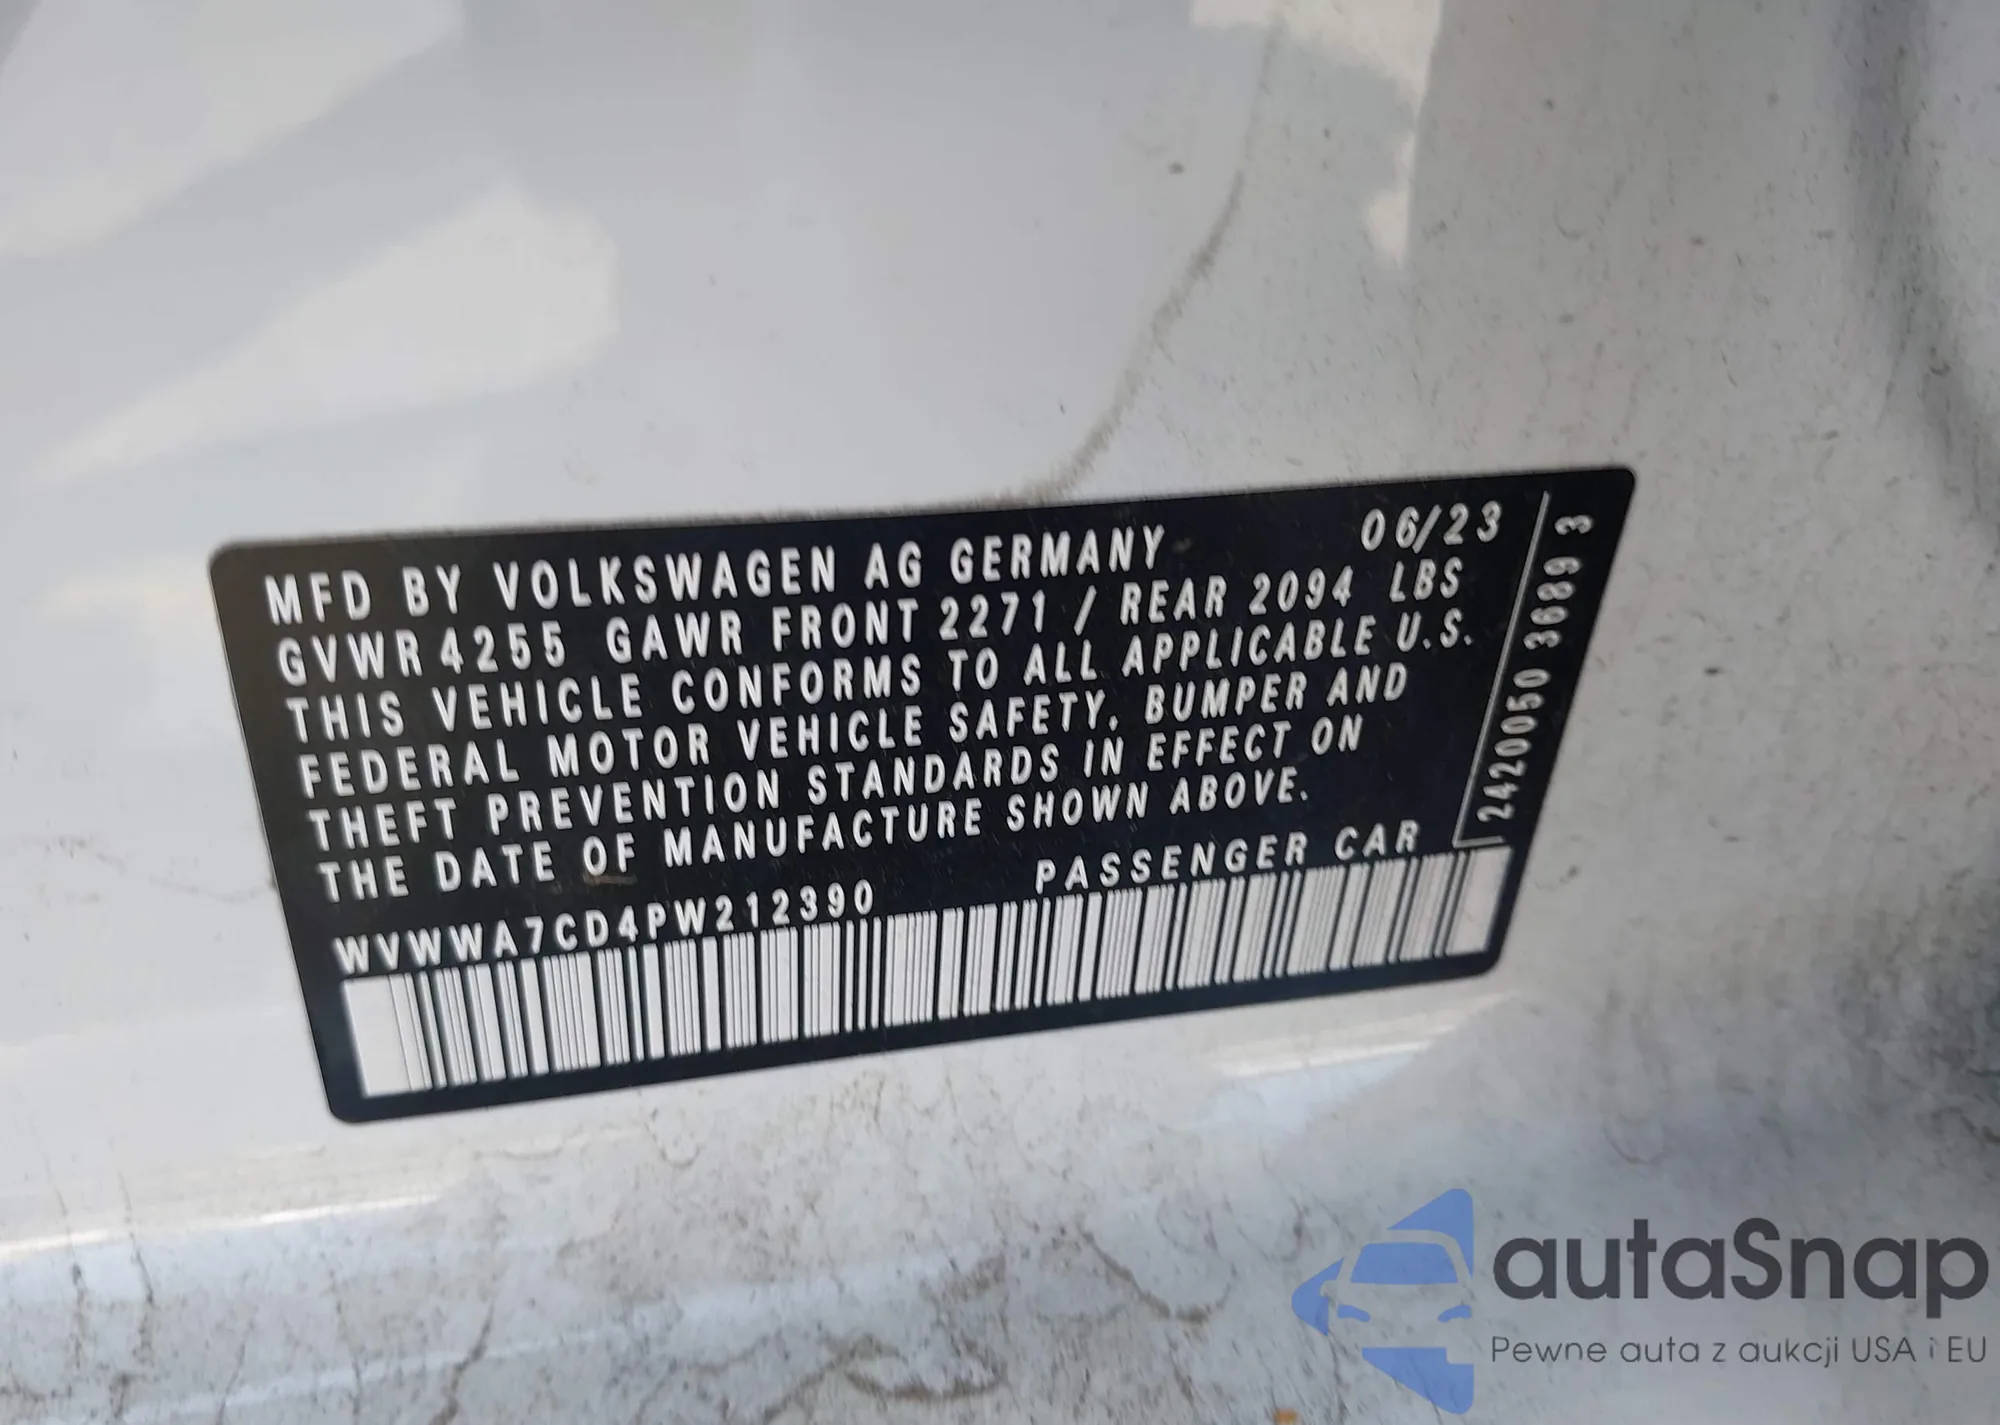 MFD BY VOLKSWAGEN AG GERMANY 06/23
GVWR 4255 GAWR FRONT 2271 / REAR 2094 LBS
THIS VEHICLE CONFORMS TO ALL APPLICABLE U.S.
FEDERAL MOTOR VEHICLE SAFETY, BUMPER AND
THEFT PREVENTION STANDARDS IN EFFECT ON
THE DATE OF MANUFACTURE SHOWN ABOVE.
WVWWA7CD4PW212390 PASSENGER CAR
2420050 3689 3
autaSnap
Pewne auta z aukcji USA i EU